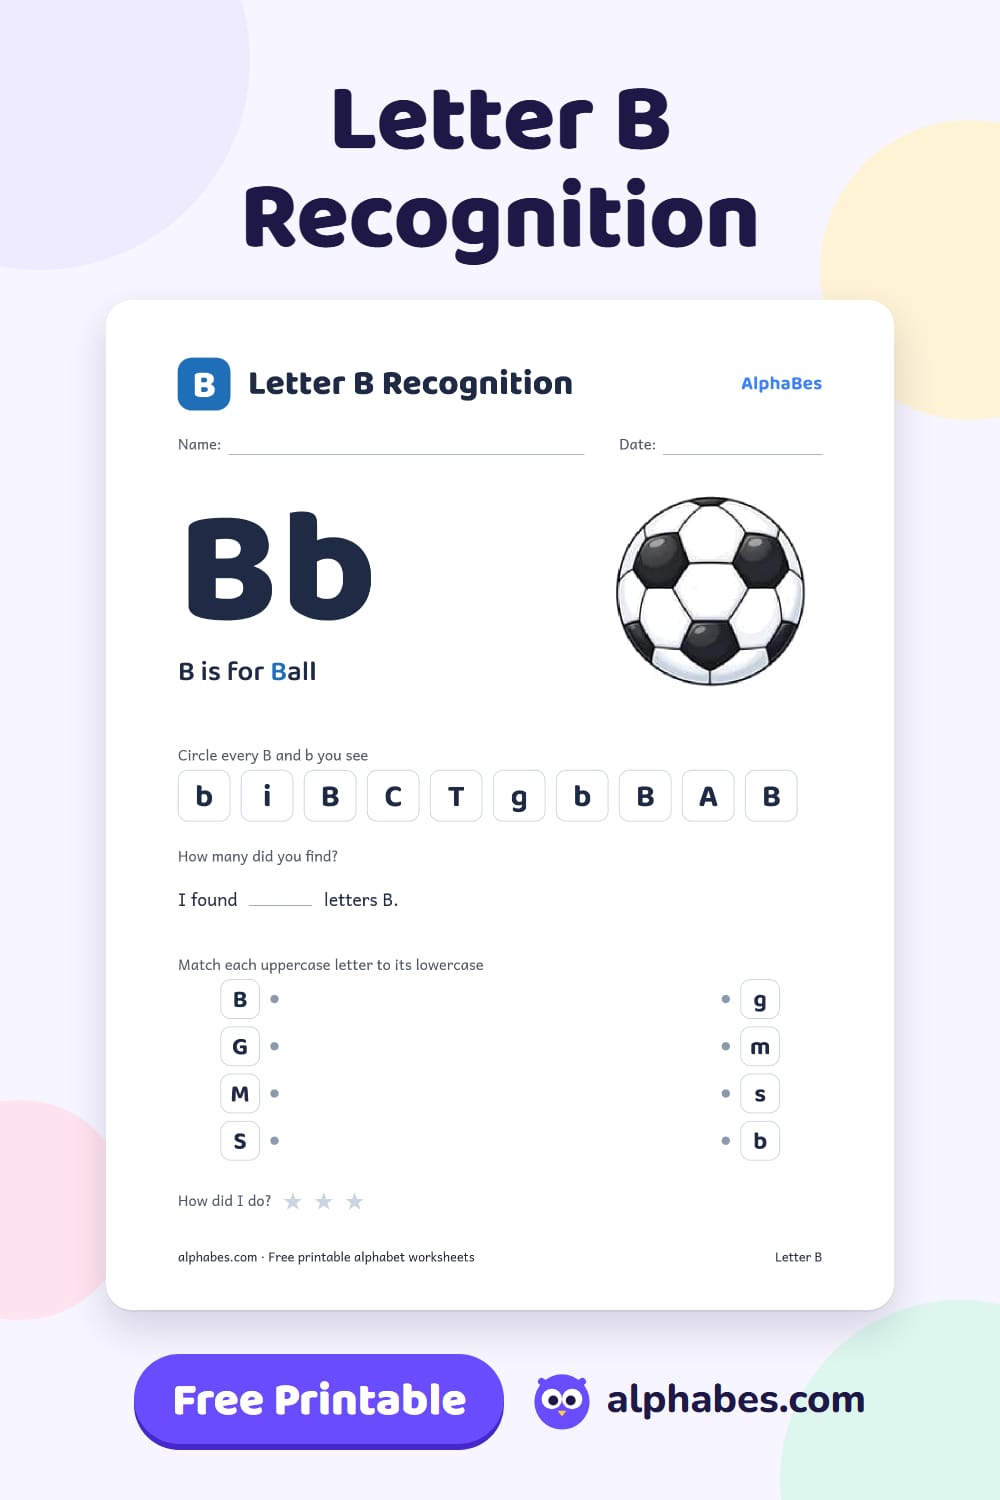 Letter B
Recognition
B Letter B Recognition AlphaBes
Name: Date:
Bb
B is for Ball
Circle every B and b you see
b i B C T g b B A B
How many did you find?
I found letters B.
Match each uppercase letter to its lowercase
B g
G m
M s
S b
How did I do?
alphabes.com · Free printable alphabet worksheets Letter B
Free Printable alphabes.com